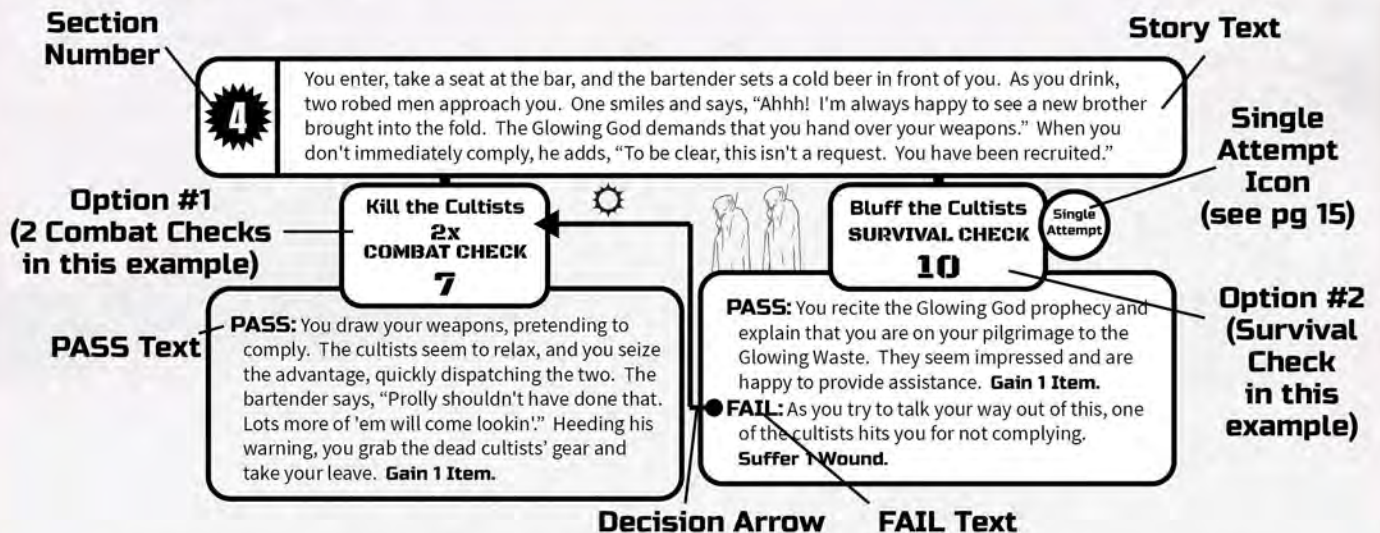 Section
Number
Story Text
4
You enter, take a seat at the bar, and the bartender sets a cold beer in front of you. As you drink,
two robed men approach you. One smiles and says, “Ahhh! I'm always happy to see a new brother
brought into the fold. The Glowing God demands that you hand over your weapons.” When you
don't immediately comply, he adds, “To be clear, this isn't a request. You have been recruited.”
Single
Attempt
Icon
(see pg 15)
Option #1
(2 Combat Checks
in this example)
Kill the Cultists
2x
COMBAT CHECK
7
Bluff the Cultists
SURVIVAL CHECK
10
Single
Attempt
Option #2
(Survival
Check
in this
example)
PASS Text
PASS: You draw your weapons, pretending to
comply. The cultists seem to relax, and you seize
the advantage, quickly dispatching the two. The
bartender says, “Prolly shouldn't have done that.
Lots more of 'em will come lookin'.” Heeding his
warning, you grab the dead cultists’ gear and
take your leave. Gain 1 Item.
PASS: You recite the Glowing God prophecy and
explain that you are on your pilgrimage to the
Glowing Waste. They seem impressed and are
happy to provide assistance. Gain 1 Item.
FAIL: As you try to talk your way out of this, one
of the cultists hits you for not complying.
Suffer 1 Wound.
Decision Arrow
FAIL Text